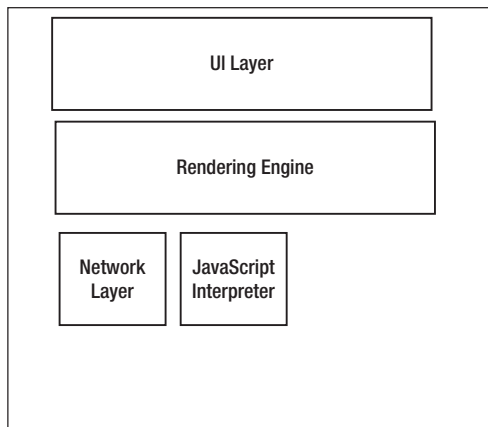 UI Layer
Rendering Engine
Network
Layer
JavaScript
Interpreter